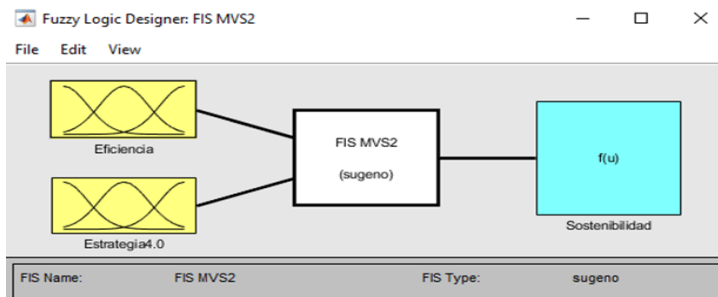 Fuzzy Logic Designer: FIS MVS2
File Edit View
Eficiencia
Estrategia4.0
FIS MVS2
(sugeno)
f(u)
Sostenibilidad
FIS Name: FIS MVS2 FIS Type: sugeno